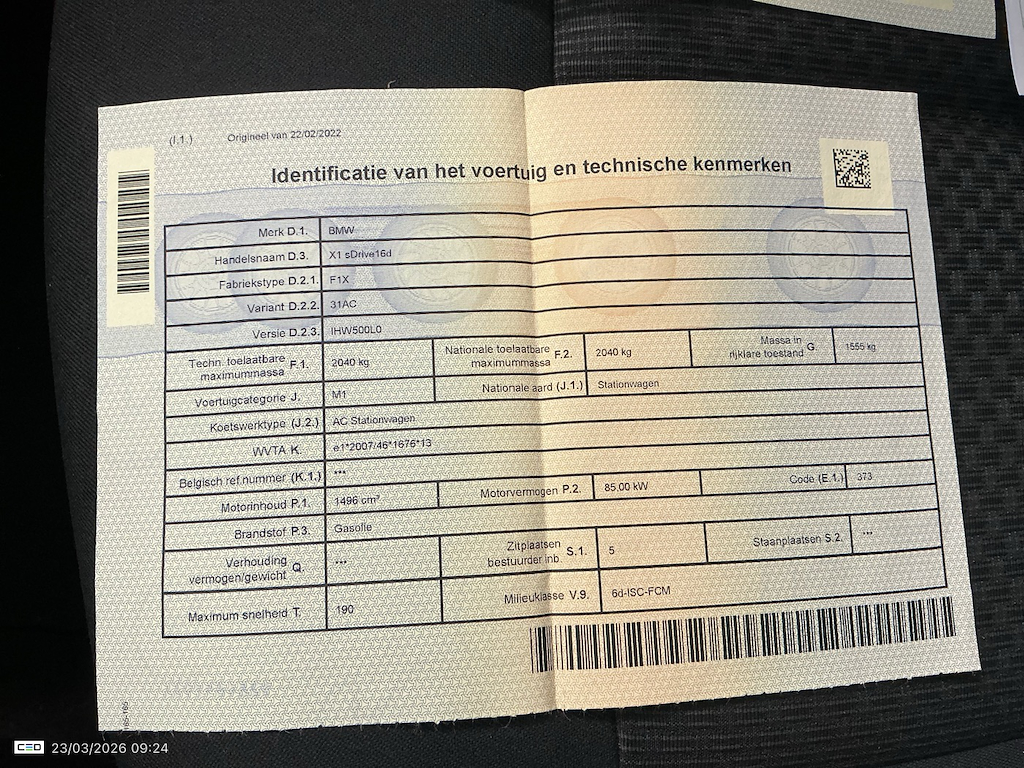 (I.1.) Origineel van 22/02/2022
Identificatie van het voertuig en technische kenmerken
Merk D.1. BMW
Handelsnaam D.3. X1 sDrive16d
Fabriekstype D.2.1. F1X
Variant D.2.2. 31AC
Versie D.2.3. IHW500L0
Techn. toelaatbare maximummassa F.1. 2040 kg Nationale toelaatbare maximummassa F.2. 2040 kg Massa in rijklare toestand G. 1555 kg
Voertuigcategorie J. M1 Nationale aard (J.1.) Stationwagen
Koetswerktype (J.2.) AC Stationwagen
WVTA K. e1*2007/46*1676*13
Belgisch ref.nummer (K.1.) ***
Motorinhoud P.1. 1496 cm³ Motorvermogen P.2. 85.00 kW Code (E.1.) 373
Brandstof P.3. Gasolie
Verhouding vermogen/gewicht Q. *** Zitplaatsen bestuurder inb. S.1. 5 Staanplaatsen S.2. ***
Maximum snelheid T. 190 Milieuklasse V.9. 6d-ISC-FCM
CEO 23/03/2026 09:24